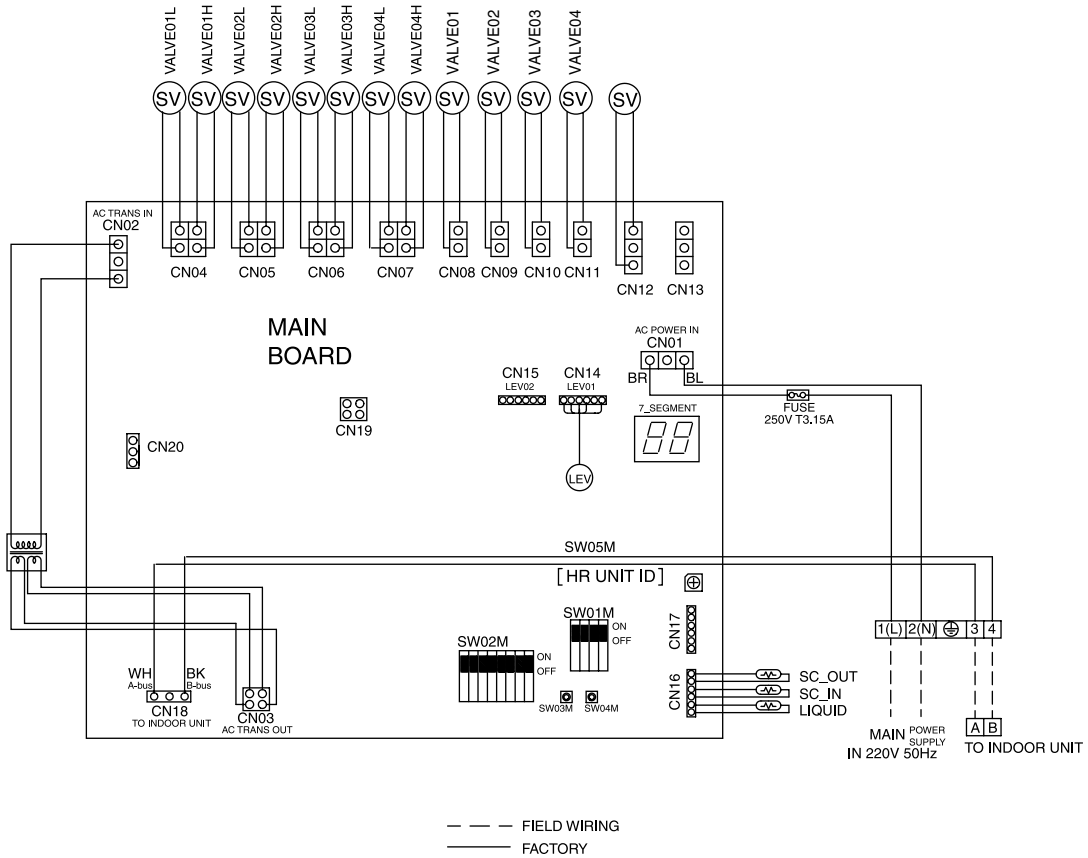 VALVE01L
VALVE01H
VALVE02L
VALVE02H
VALVE03L
VALVE03H
VALVE04L
VALVE04H
VALVE01
VALVE02
VALVE03
VALVE04
SV SV SV SV SV SV SV SV SV SV SV SV SV
AC TRANS IN
CN02
CN04 CN05 CN06 CN07 CN08 CN09 CN10 CN11
CN12 CN13
MAIN
BOARD
AC POWER IN
CN01
BR BL
CN15
LEV02
CN14
LEV01
7_SEGMENT
FUSE
250V T3.15A
CN19
CN20
LEV
SW05M
[ HR UNIT ID ]
SW01M
ON
OFF
SW02M
ON
OFF
CN17
1(L) 2(N) 3 4
WH
A-bus
BK
B-bus
CN18
TO INDOOR UNIT
CN03
AC TRANS OUT
SW03M SW04M
CN16
SC_OUT
SC_IN
LIQUID
MAIN POWER SUPPLY
IN 220V 50Hz
A B
TO INDOOR UNIT
FIELD WIRING
FACTORY